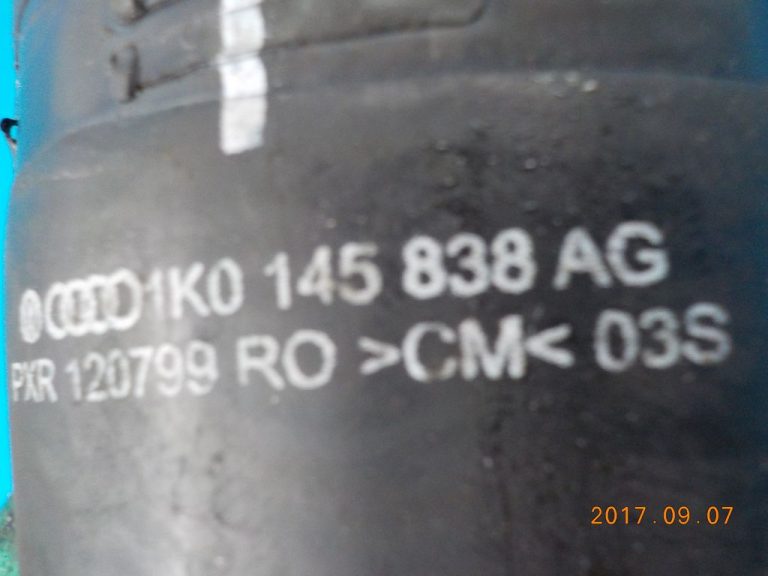 1K0 145 838 AG
PXR 120799 RO >CM< 03S
2017.09.07